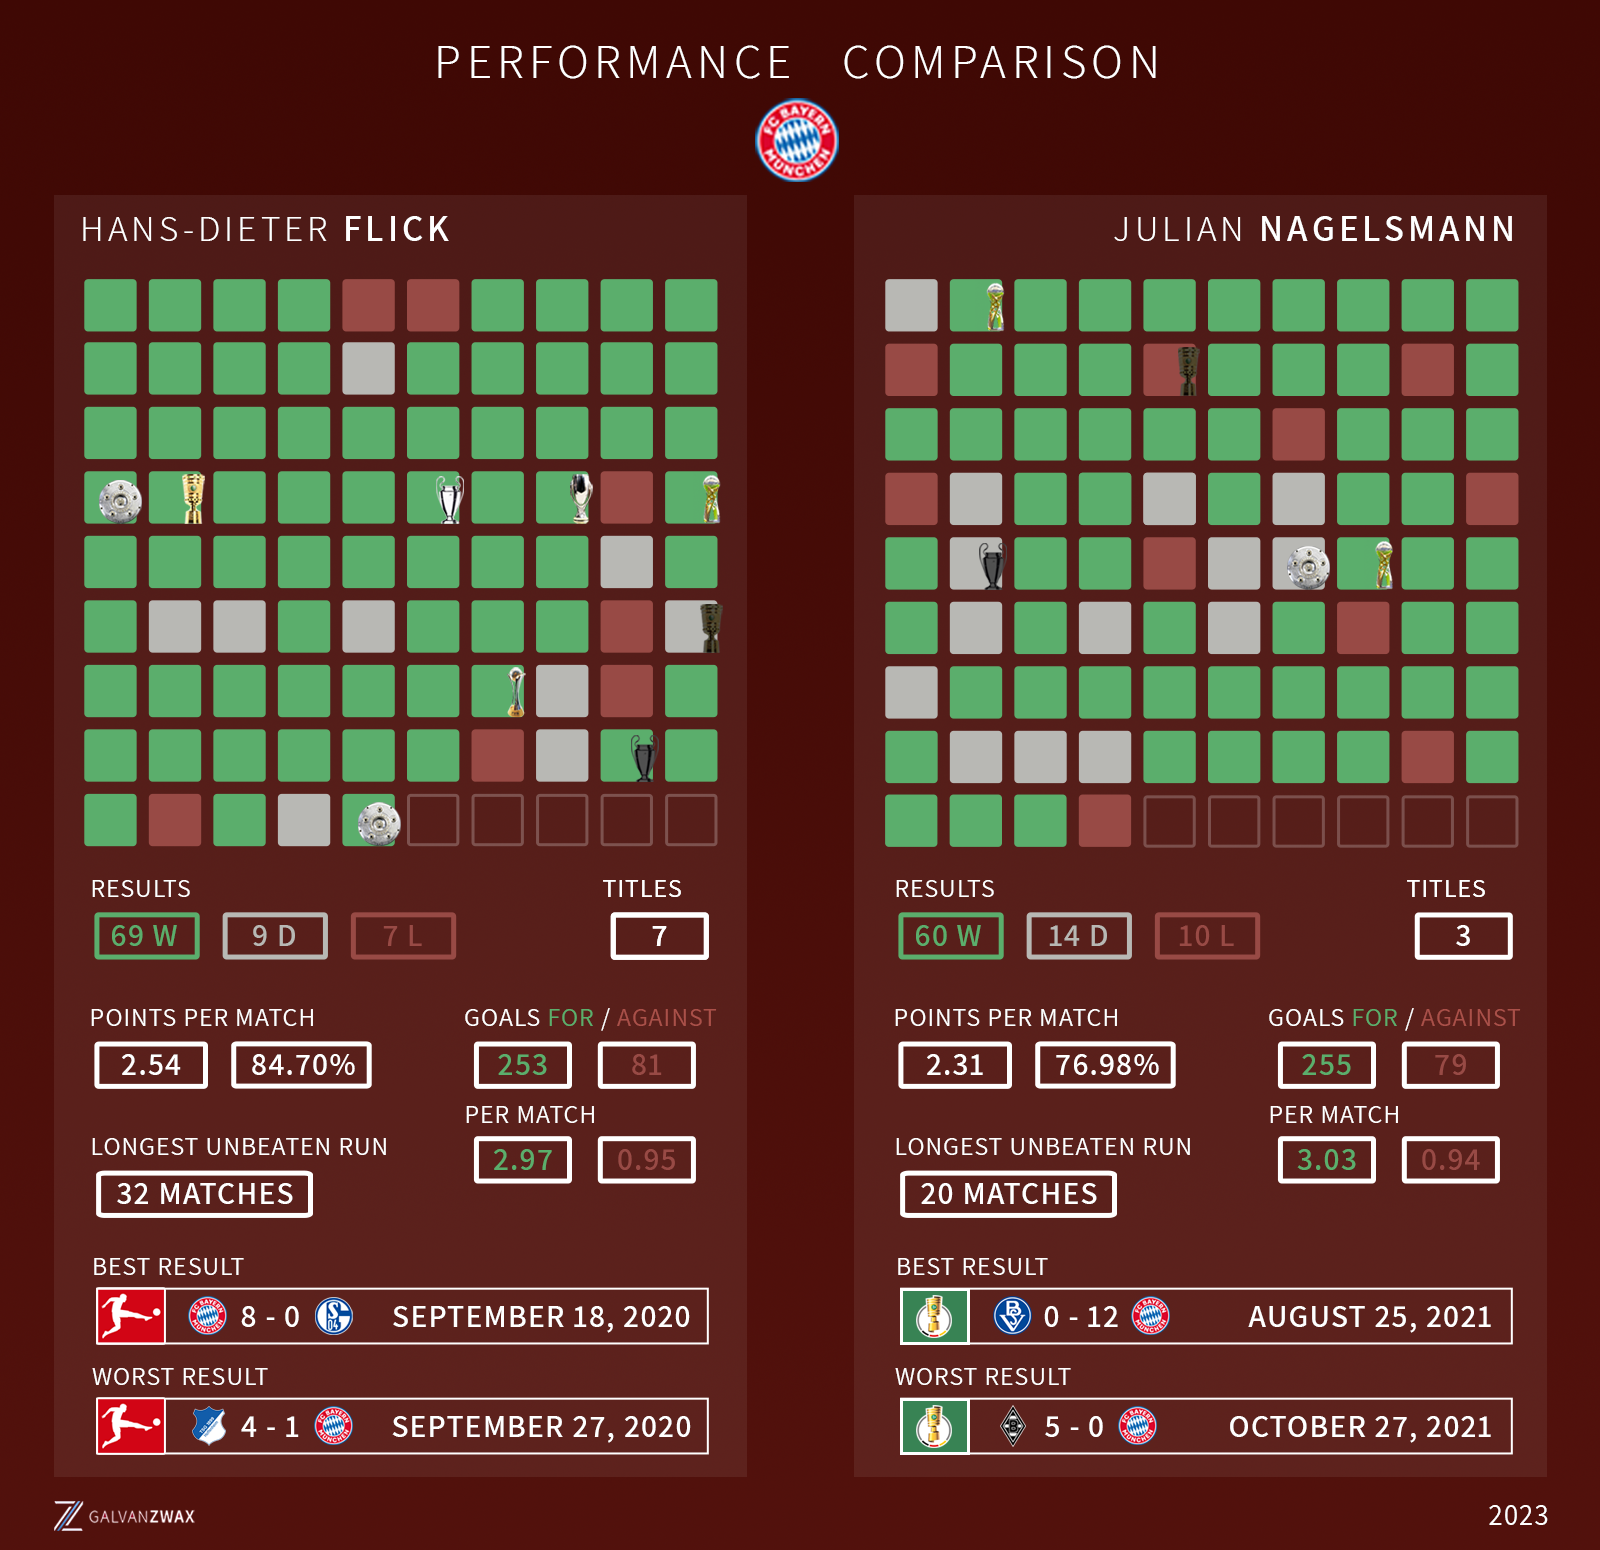 PERFORMANCE COMPARISON
FC BAYERN
MÜNCHEN
HANS-DIETER FLICK
RESULTS
TITLES
69 W
9 D
7 L
7
POINTS PER MATCH
GOALS FOR / AGAINST
2.54
84.70%
253
81
PER MATCH
LONGEST UNBEATEN RUN
2.97
0.95
32 MATCHES
BEST RESULT
8 - 0
SEPTEMBER 18, 2020
WORST RESULT
4 - 1
SEPTEMBER 27, 2020
JULIAN NAGELSMANN
RESULTS
TITLES
60 W
14 D
10 L
3
POINTS PER MATCH
GOALS FOR / AGAINST
2.31
76.98%
255
79
PER MATCH
LONGEST UNBEATEN RUN
3.03
0.94
20 MATCHES
BEST RESULT
0 - 12
AUGUST 25, 2021
WORST RESULT
5 - 0
OCTOBER 27, 2021
GALVANZWAX
2023